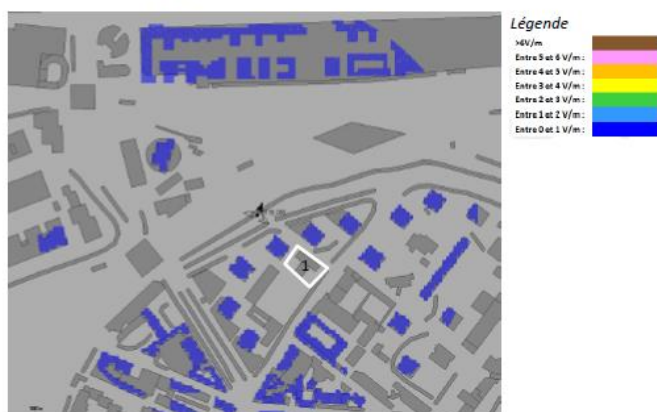 Légende
>6V/m
Entre 5 et 6 V/m :
Entre 4 et 5 V/m :
Entre 3 et 4 V/m :
Entre 2 et 3 V/m :
Entre 1 et 2 V/m :
Entre 0 et 1 V/m :
1